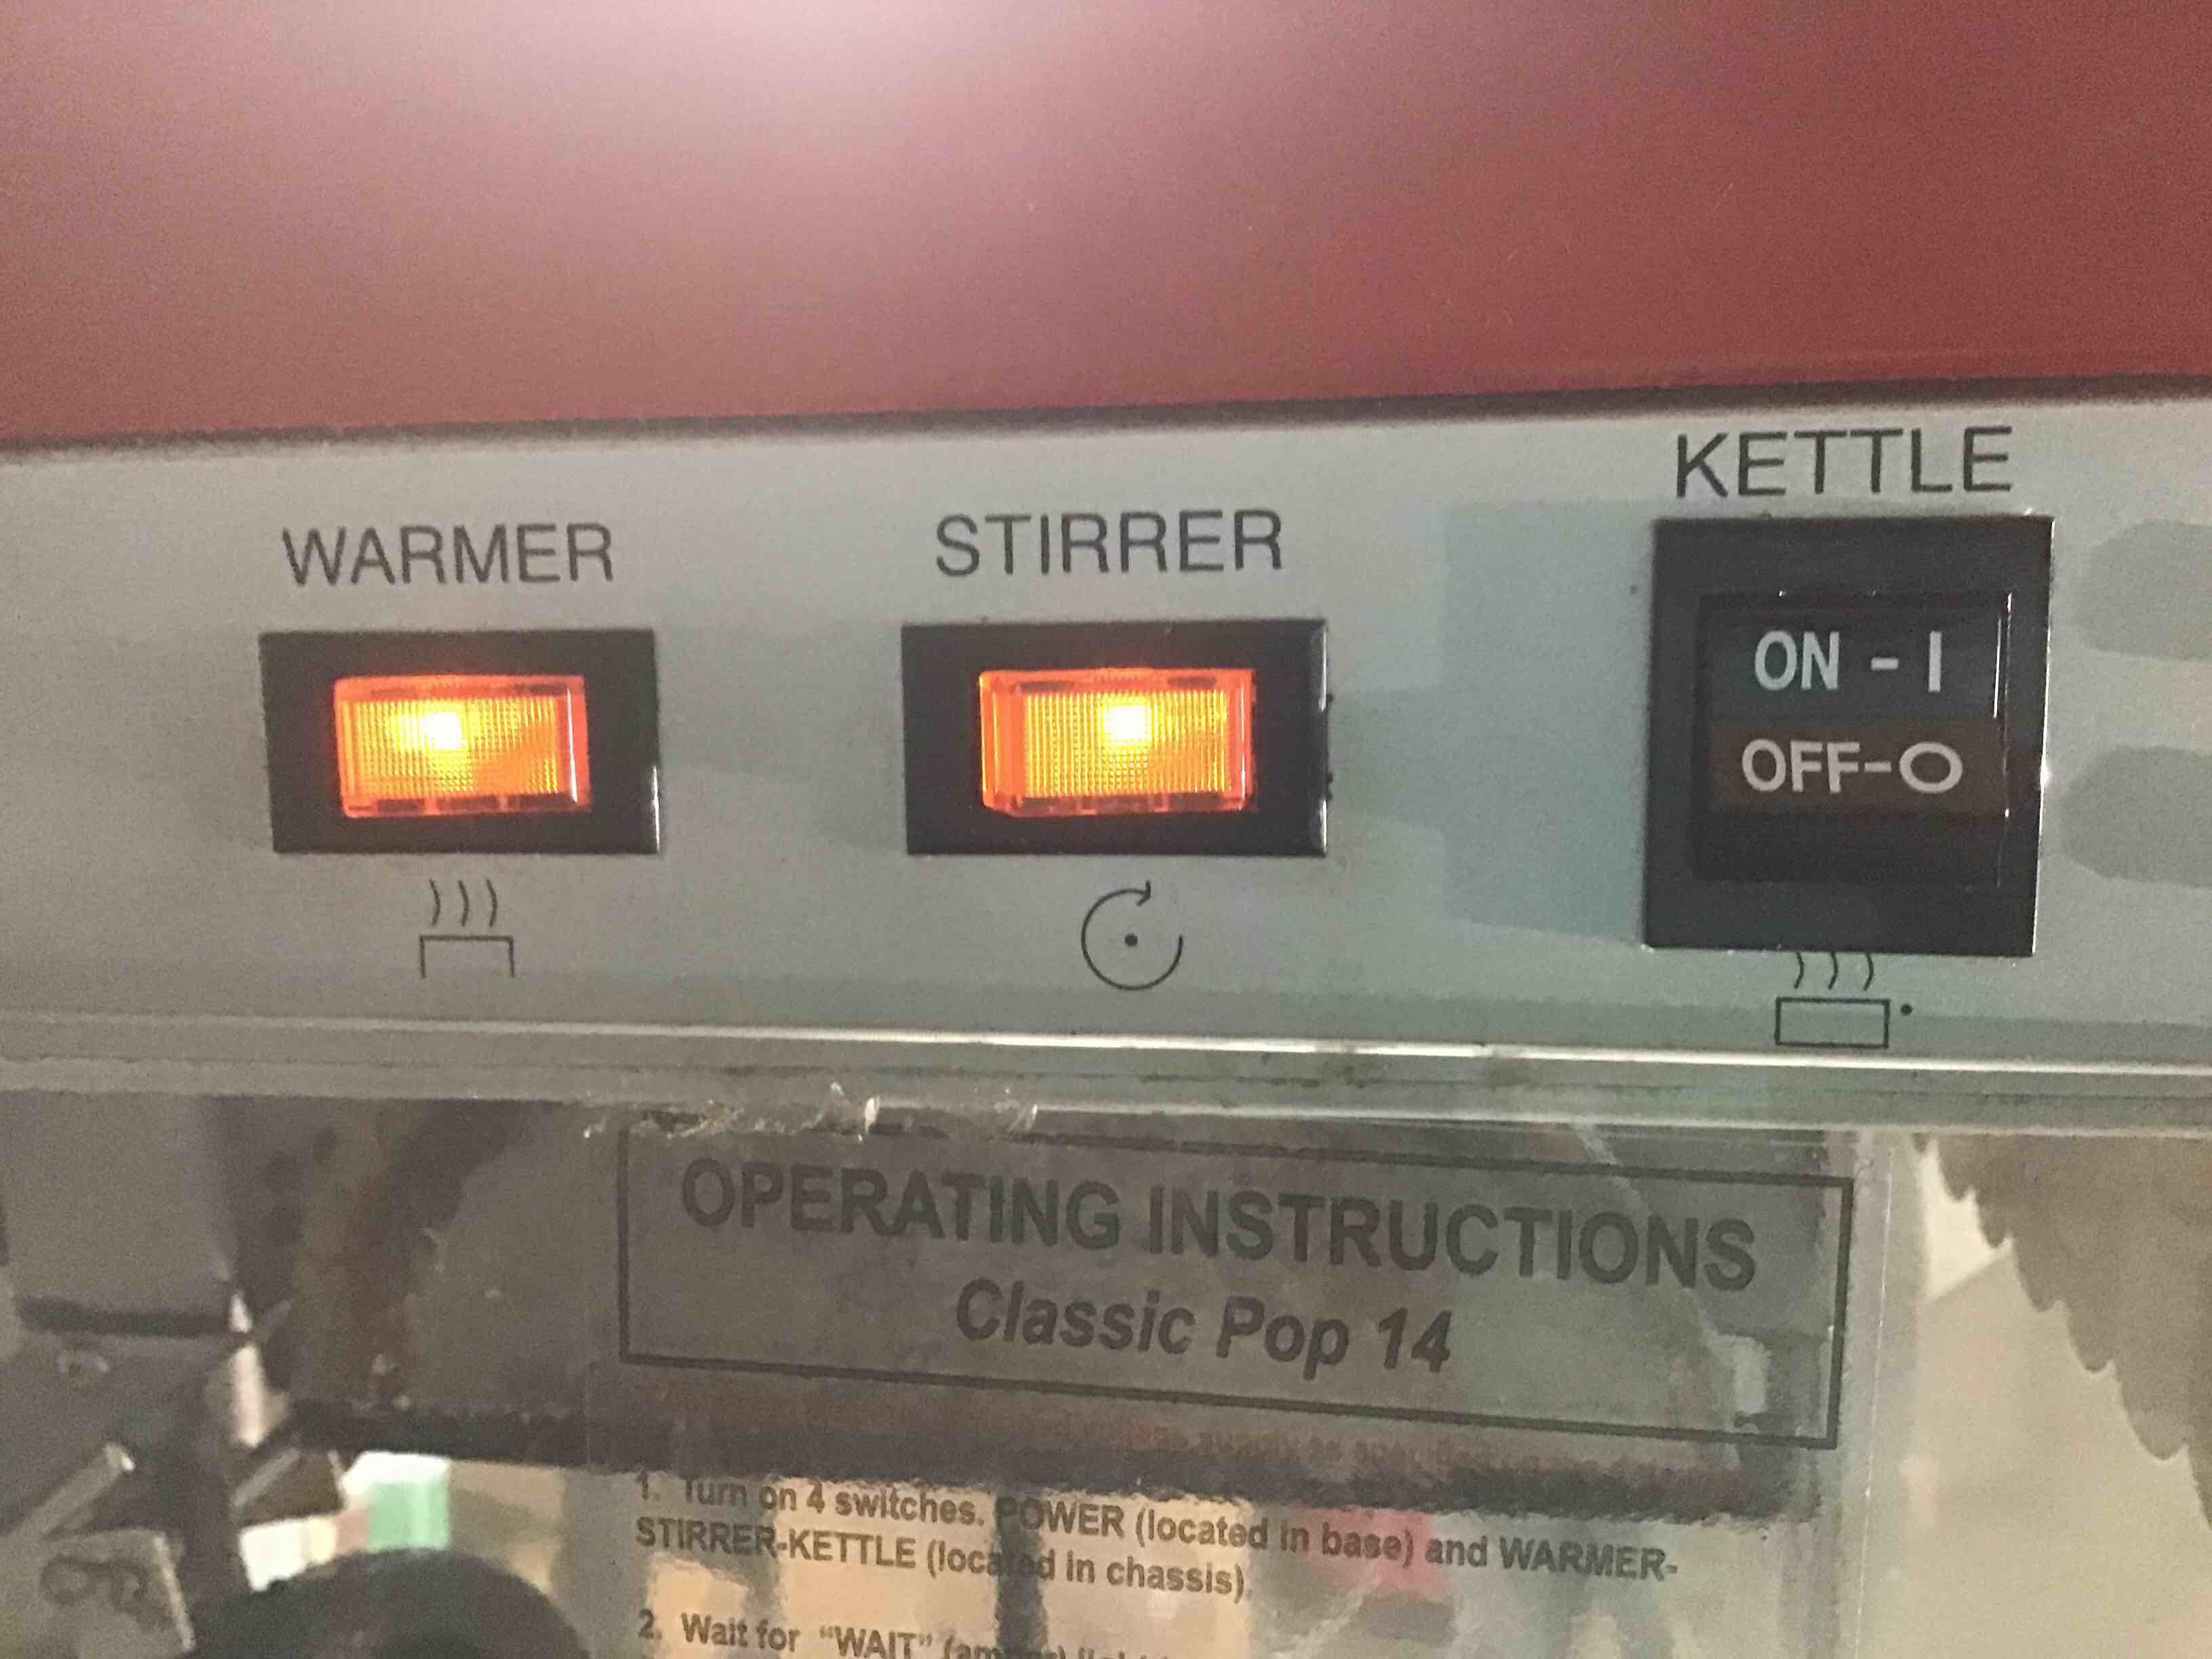 WARMER
STIRRER
KETTLE
ON - I
OFF-O
OPERATING INSTRUCTIONS
Classic Pop 14
1. Turn on 4 switches. POWER (located in base) and WARMER-
STIRRER-KETTLE (located in chassis).
2. Wait for "WAIT"